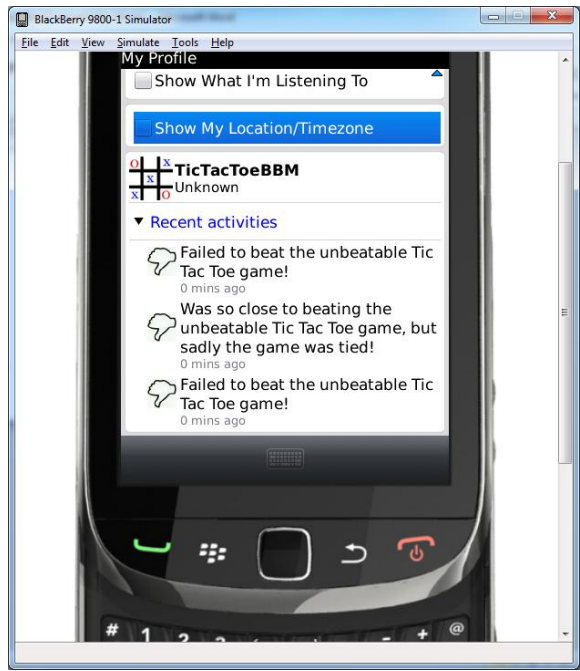 BlackBerry 9800-1 Simulator
File Edit View Simulate Tools Help
My Profile
Show What I'm Listening To
Show My Location/Timezone
O X
X
X O
TicTacToeBBM
Unknown
Recent activities
Failed to beat the unbeatable Tic
Tac Toe game!
0 mins ago
Was so close to beating the
unbeatable Tic Tac Toe game, but
sadly the game was tied!
0 mins ago
Failed to beat the unbeatable Tic
Tac Toe game!
0 mins ago
# 1 2 3 - + @